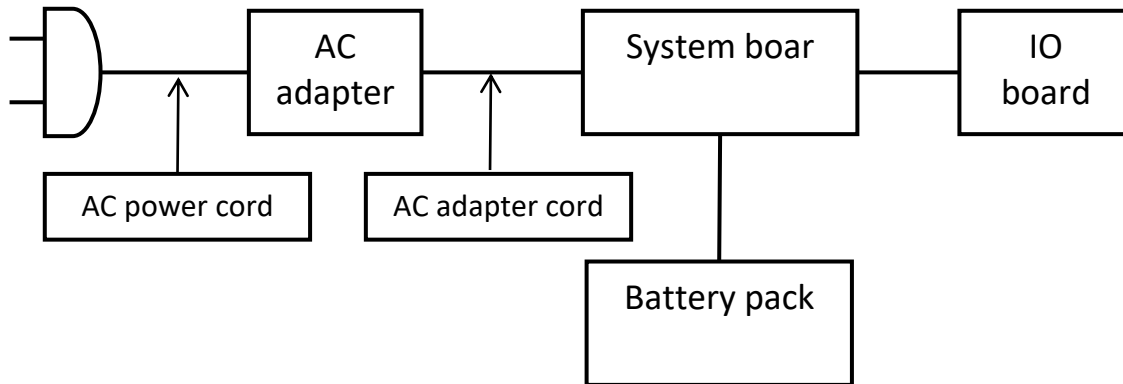 AC
adapter
System boar
IO
board
AC power cord
AC adapter cord
Battery pack